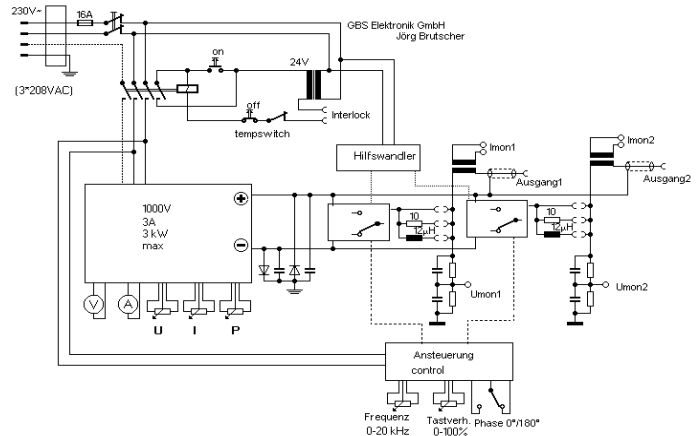 230V~
16A
GBS Elektronik GmbH
Jörg Brutscher
on
24V
(3*208VAC)
off
Interlock
tempswitch
Imon1
Imon2
Hilfswandler
Ausgang1
Ausgang2
1000V
3A
3 kW
max
10
12µH
10
12µH
Umon1
Umon2
V
A
U I P
Ansteuerung
control
Frequenz
0-20 kHz
Tastverh.
0-100%
Phase 0°/180°